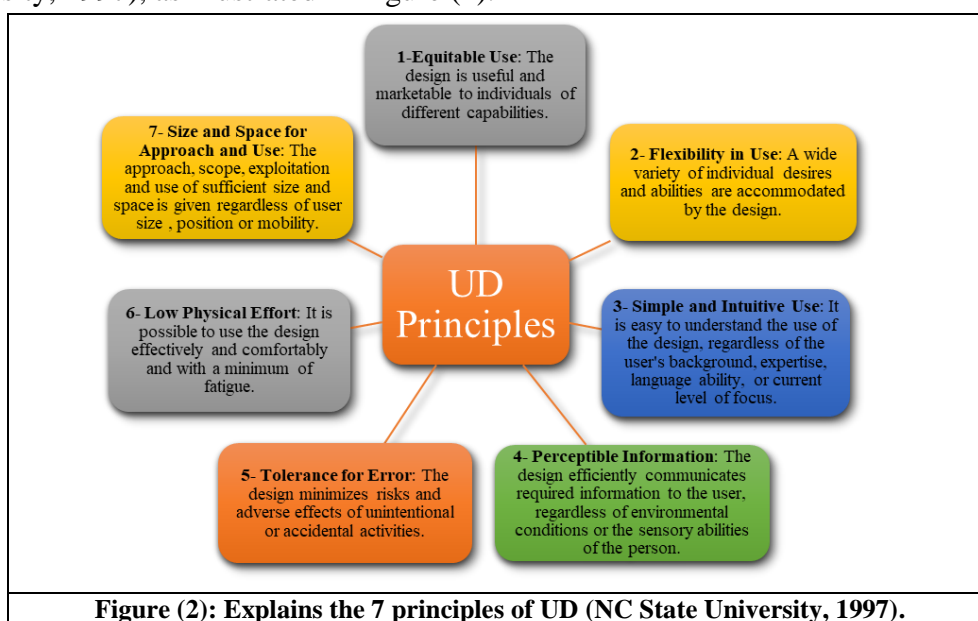 1-Equitable Use: The
design is useful and
marketable to individuals of
different capabilities.
2- Flexibility in Use: A wide
variety of individual desires
and abilities are accommodated
by the design.
3- Simple and Intuitive Use: It
is easy to understand the use of
the design, regardless of the
user's background, expertise,
language ability, or current
level of focus.
4- Perceptible Information: The
design efficiently communicates
required information to the user,
regardless of environmental
conditions or the sensory abilities
of the person.
5- Tolerance for Error: The
design minimizes risks and
adverse effects of unintentional
or accidental activities.
6- Low Physical Effort: It is
possible to use the design
effectively and comfortably
and with a minimum of
fatigue.
7- Size and Space for
Approach and Use: The
approach, scope, exploitation
and use of sufficient size and
space is given regardless of user
size , position or mobility.
UD
Principles
Figure (2): Explains the 7 principles of UD (NC State University, 1997).